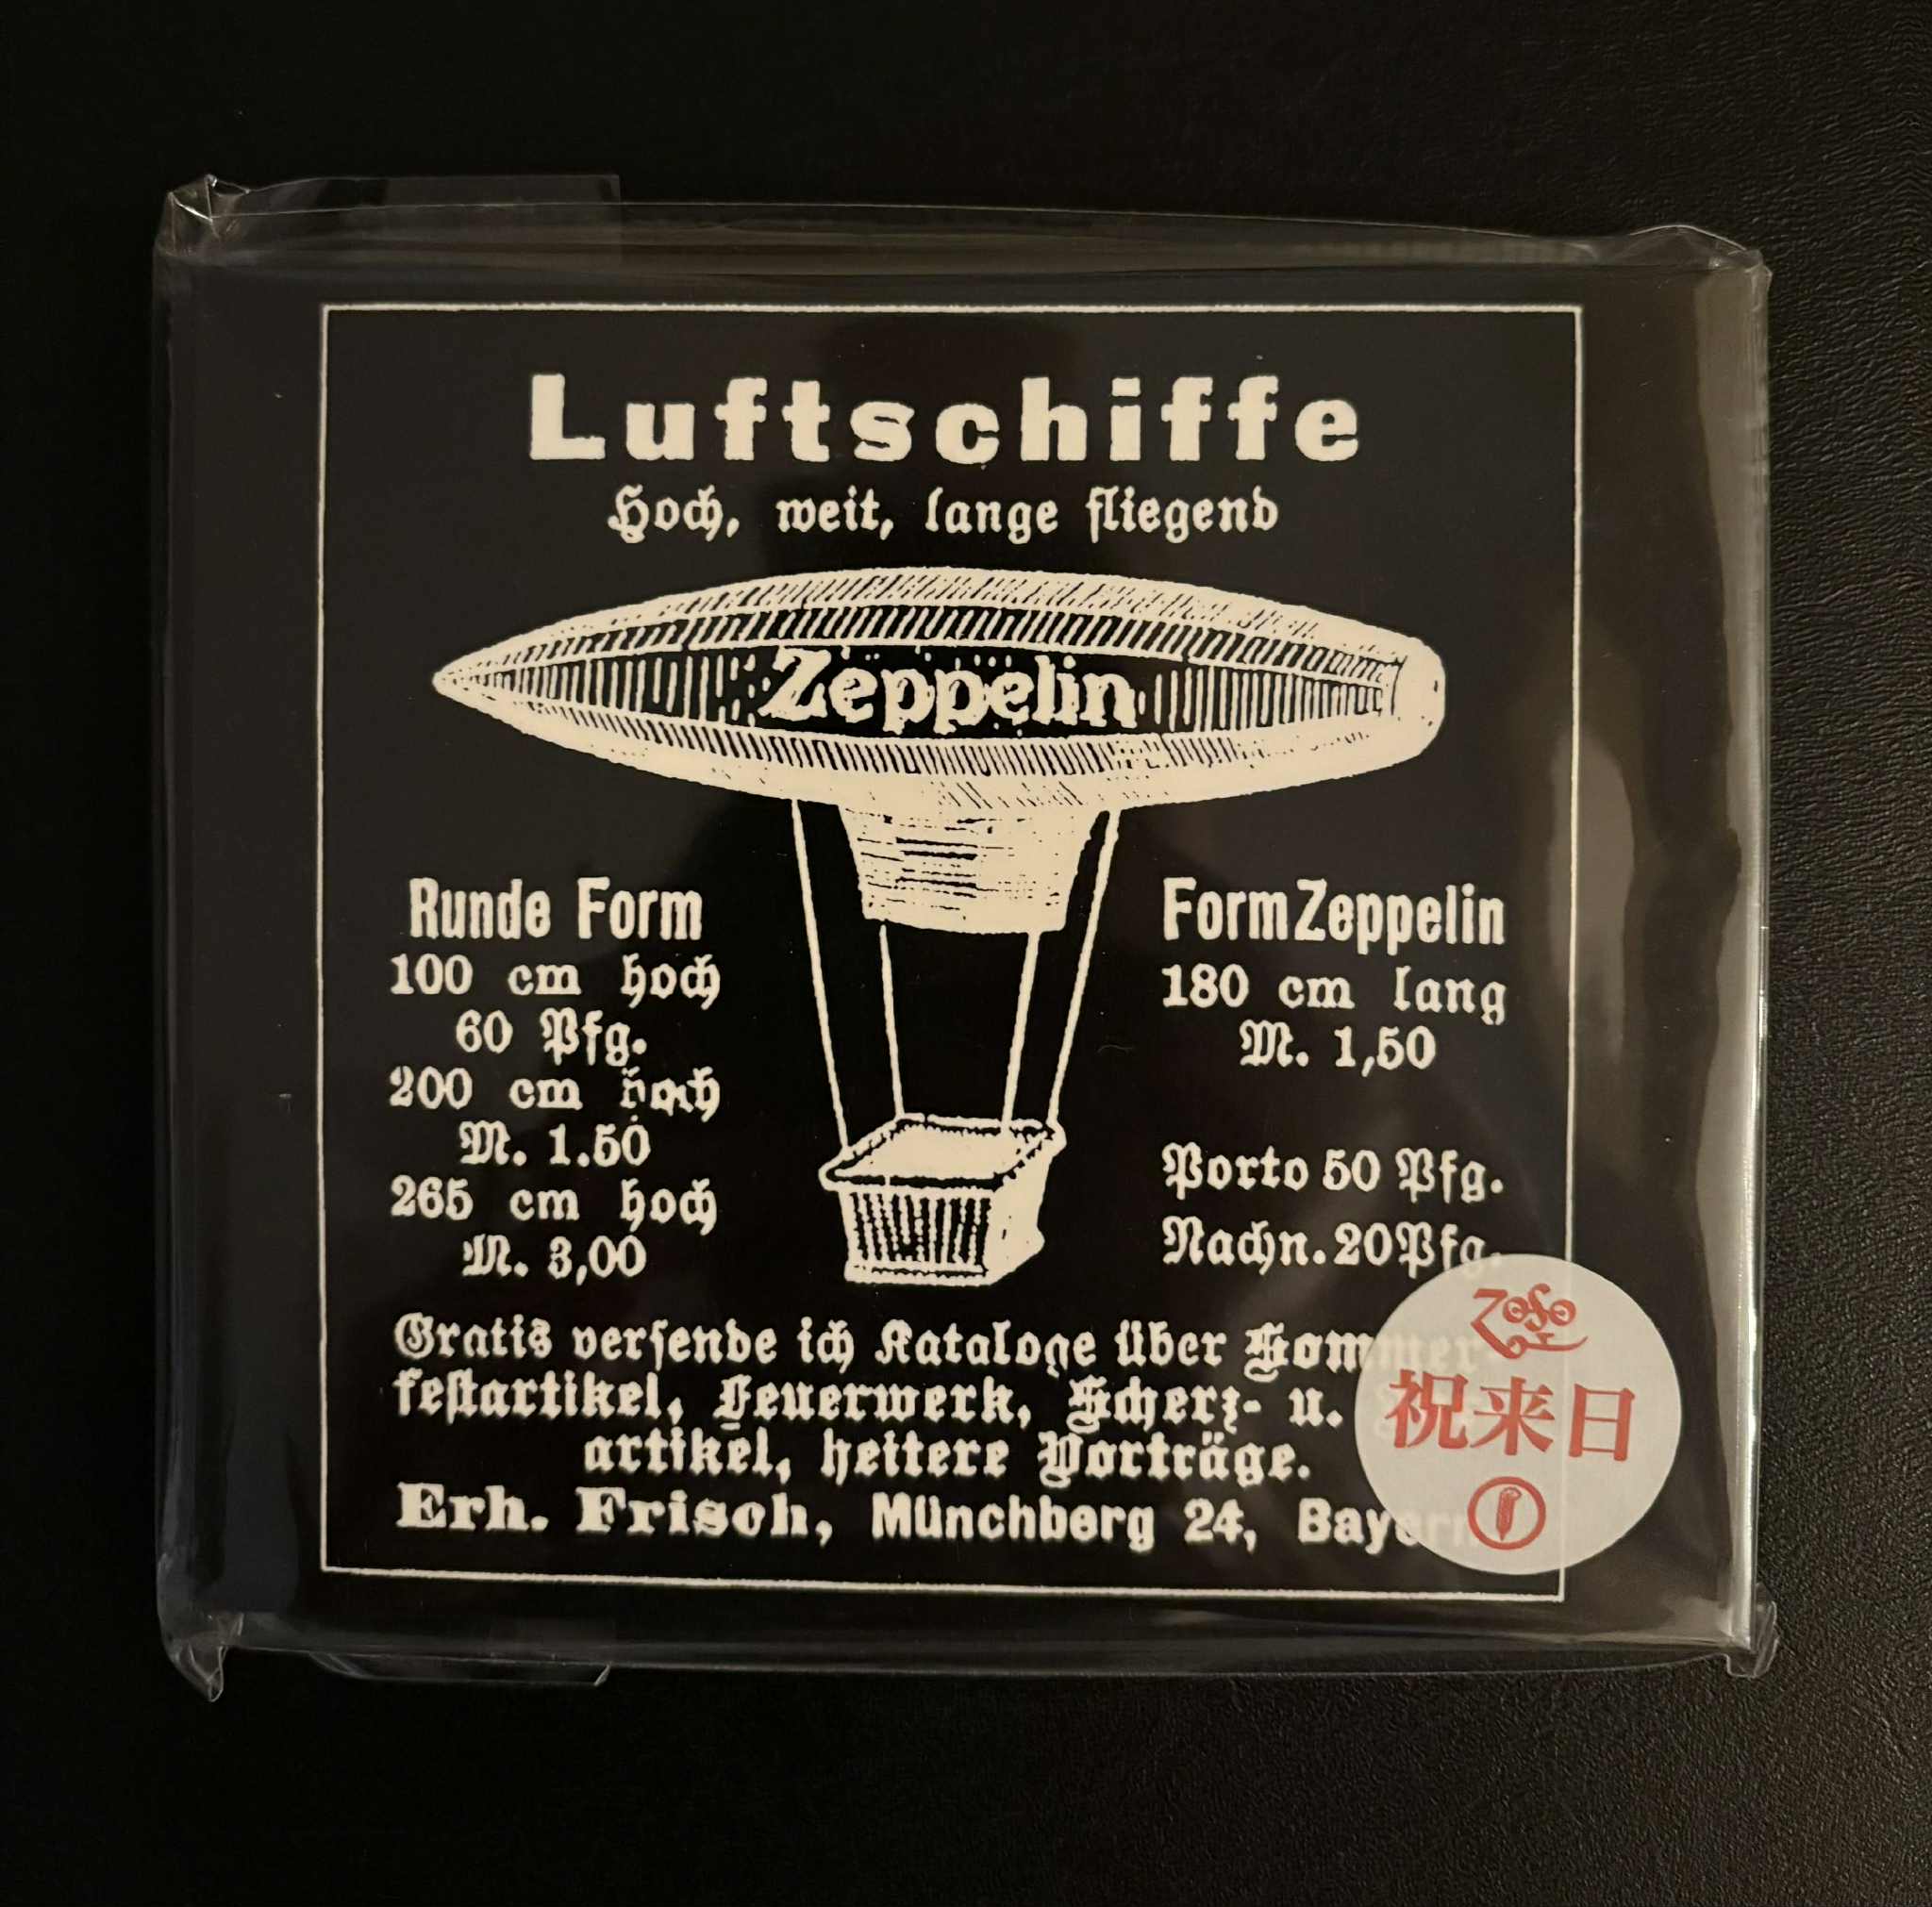 Luftschiffe
Hoch, weit, lange fliegend
Zeppelin
Runde Form
100 cm hoch
60 Pfg.
200 cm hoch
M. 1.50
265 cm hoch
M. 3,00
Form Zeppelin
180 cm lang
M. 1,50
Porto 50 Pfg.
Nachn. 20 Pfg.
Gratis versende ich Kataloge über Sommer-
festartikel, Feuerwerk, Scherz- u.
artikel, heitere Vorträge.
Erh. Frisch, Münchberg 24, Bayern
ZoSo
祝来日